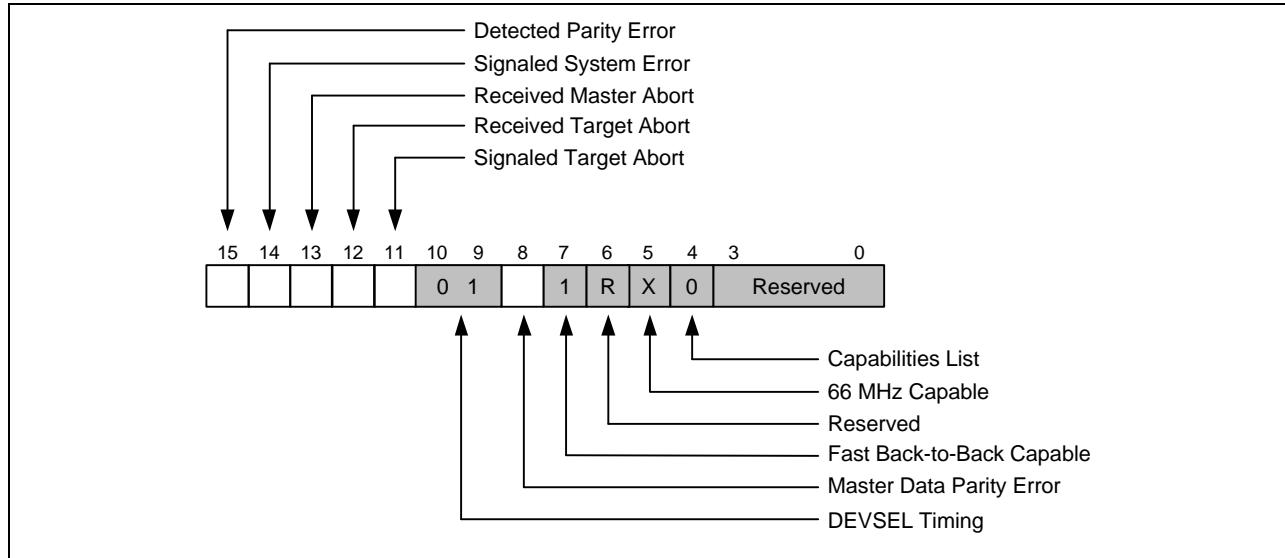 Detected Parity Error
Signaled System Error
Received Master Abort
Received Target Abort
Signaled Target Abort
15 14 13 12 11 10 9 8 7 6 5 4 3 0
0 1 1 R X 0 Reserved
Capabilities List
66 MHz Capable
Reserved
Fast Back-to-Back Capable
Master Data Parity Error
DEVSEL Timing